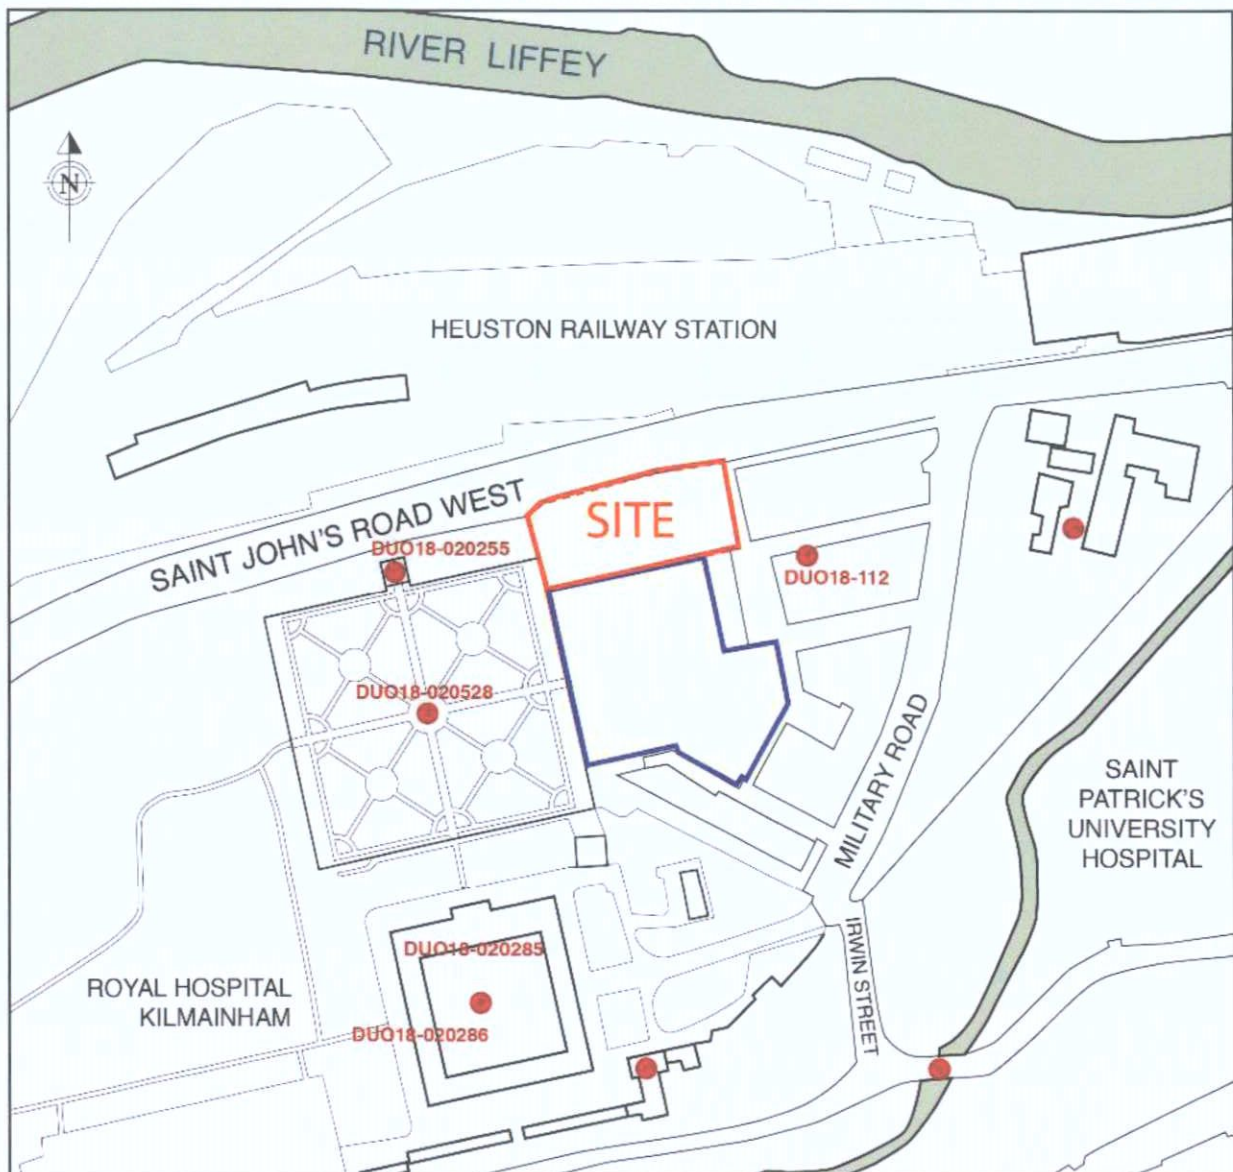 RIVER LIFFEY
N
HEUSTON RAILWAY STATION
SAINT JOHN'S ROAD WEST
SITE
DUO18-020255
DUO18-112
DUO18-020528
MILITARY ROAD
SAINT
PATRICK'S
UNIVERSITY
HOSPITAL
IRWIN STREET
DUO18-020285
ROYAL HOSPITAL
KILMAINHAM
DUO18-020286